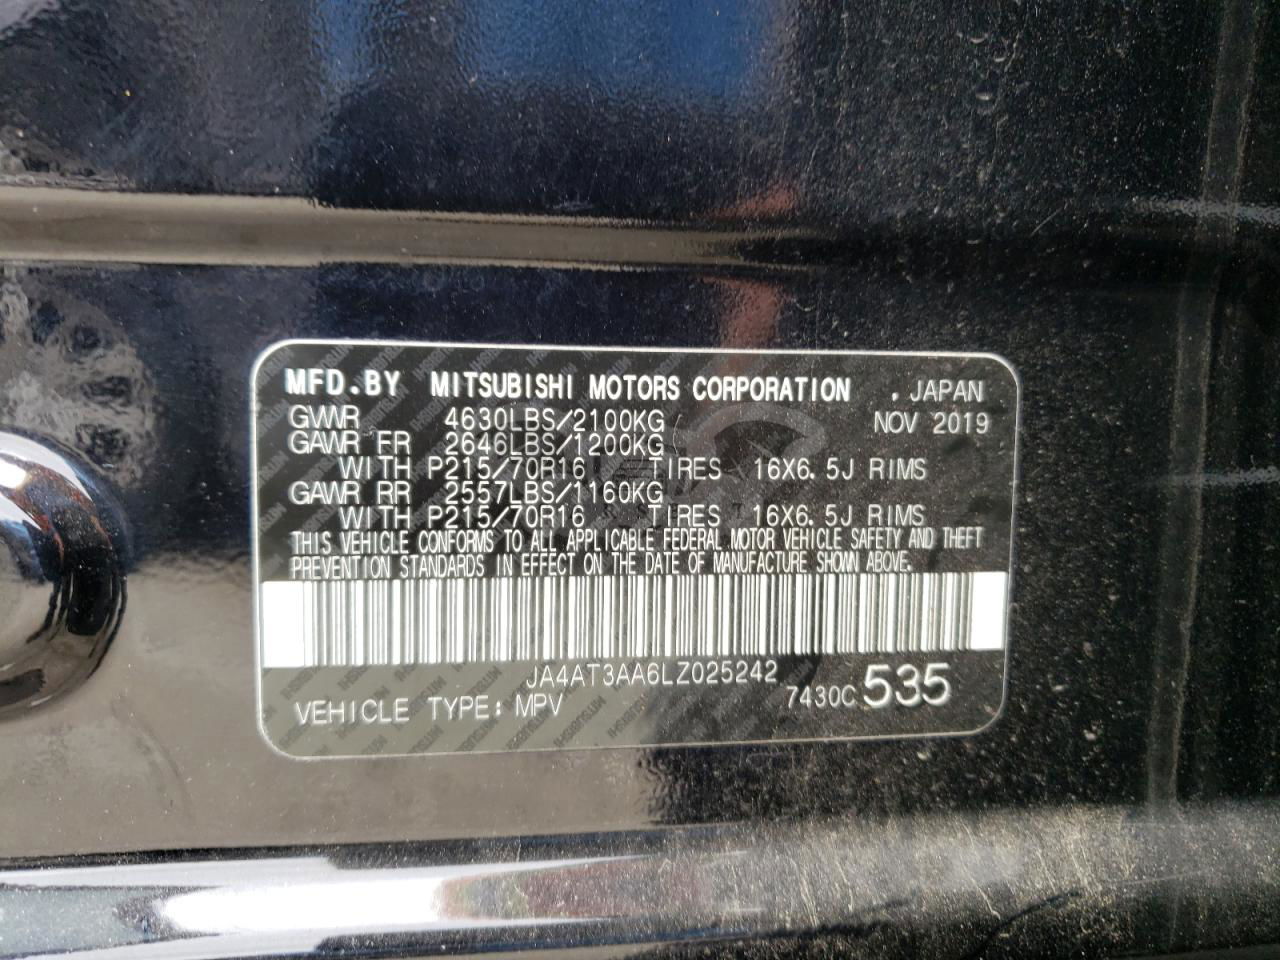 MFD.BY MITSUBISHI MOTORS CORPORATION . JAPAN
GVWR 4630LBS/2100KG NOV 2019
GAWR FR 2646LBS/1200KG
WITH P215/70R16 TIRES 16X6.5J RIMS
GAWR RR 2557LBS/1160KG
WITH P215/70R16 TIRES 16X6.5J RIMS
THIS VEHICLE CONFORMS TO ALL APPLICABLE FEDERAL MOTOR VEHICLE SAFETY AND THEFT
PREVENTION STANDARDS IN EFFECT ON THE DATE OF MANUFACTURE SHOWN ABOVE.
JA4AT3AA6LZ025242
VEHICLE TYPE: MPV 7430C 535